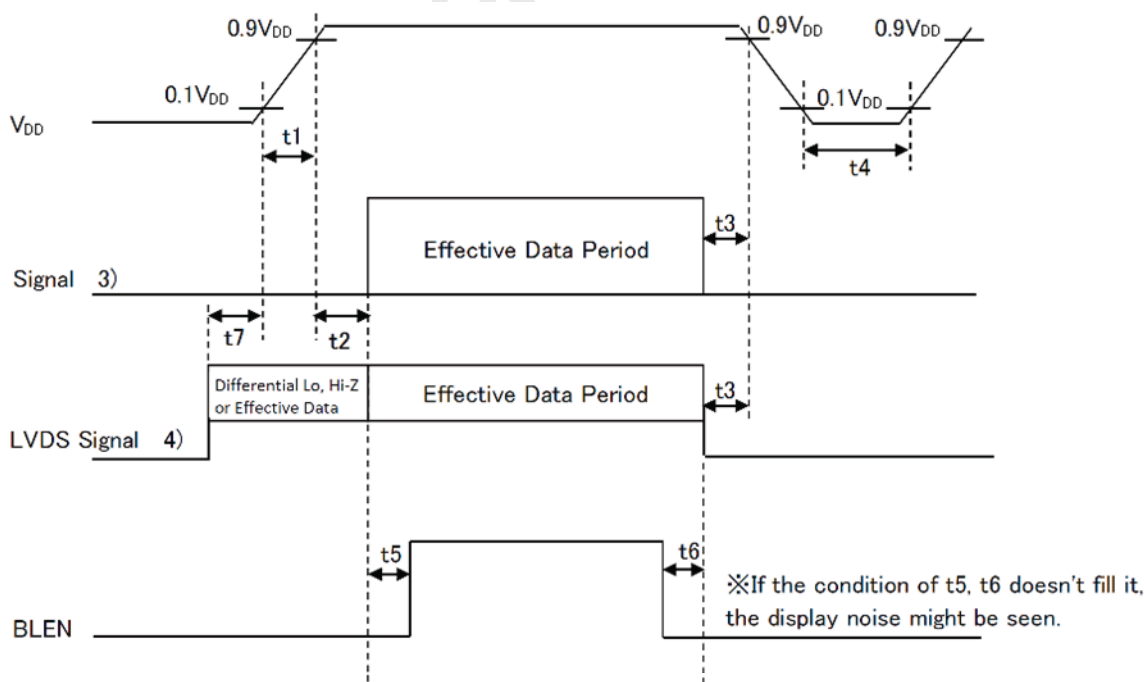 0.9VDD
0.9VDD
0.9VDD
0.1VDD
0.1VDD
VDD
t1
t4
Effective Data Period
t3
Signal 3)
t7
t2
Differential Lo, Hi-Z
or Effective Data
Effective Data Period
t3
LVDS Signal 4)
t5
t6
※If the condition of t5, t6 doesn't fill it,
the display noise might be seen.
BLEN